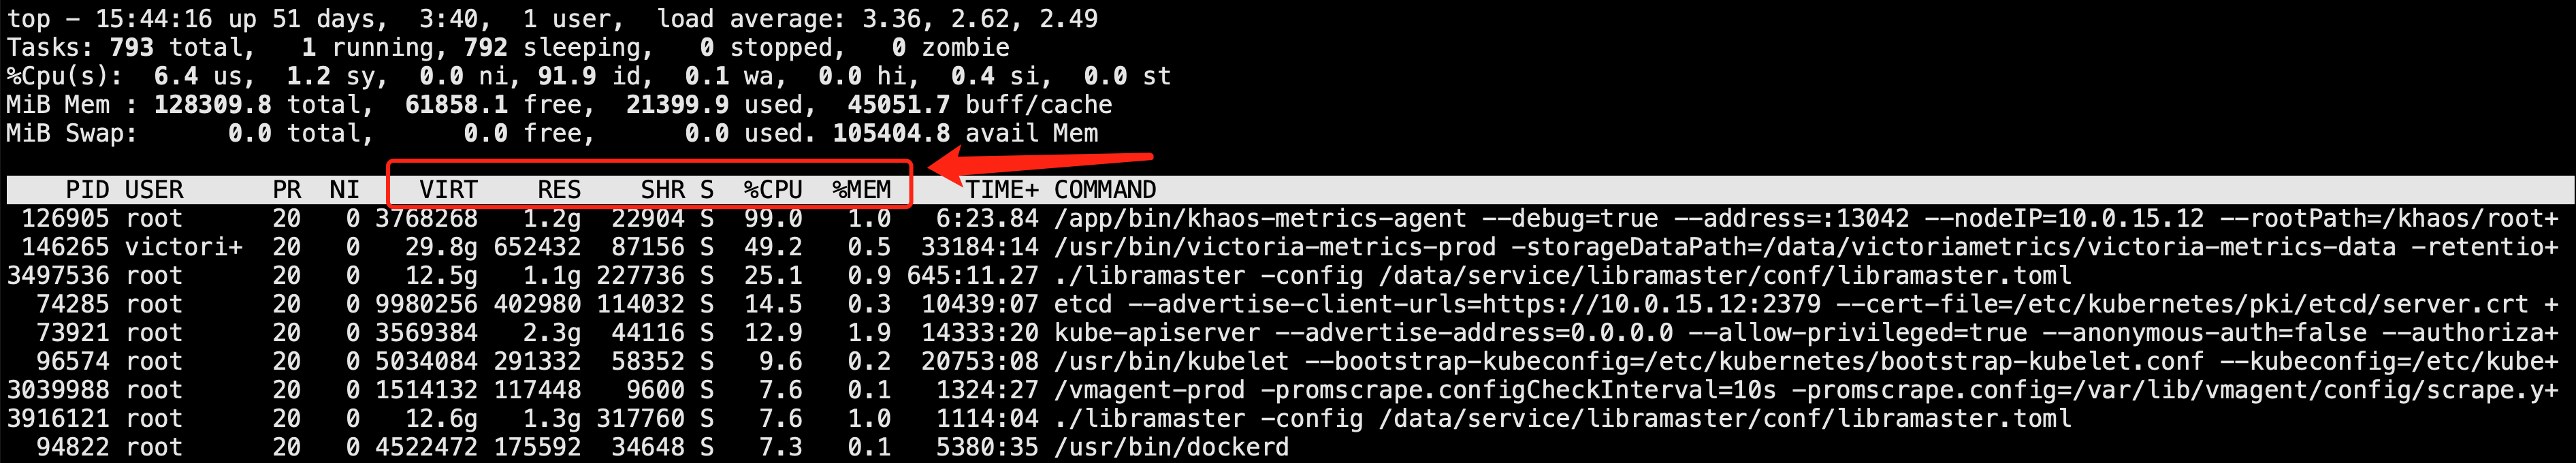 top - 15:44:16 up 51 days,  3:40,  1 user,  load average: 3.36, 2.62, 2.49
Tasks: 793 total,   1 running, 792 sleeping,   0 stopped,   0 zombie
%Cpu(s):  6.4 us,  1.2 sy,  0.0 ni, 91.9 id,  0.1 wa,  0.0 hi,  0.4 si,  0.0 st
MiB Mem : 128309.8 total,  61858.1 free,  21399.9 used,  45051.7 buff/cache
MiB Swap:      0.0 total,      0.0 free,      0.0 used. 105404.8 avail Mem
PID USER      PR  NI    VIRT    RES    SHR S  %CPU  %MEM     TIME+ COMMAND
126905 root      20   0 3768268   1.2g  22904 S  99.0   1.0   6:23.84 /app/bin/khaos-metrics-agent --debug=true --address=:13042 --nodeIP=10.0.15.12 --rootPath=/khaos/root+
146265 victori+  20   0   29.8g 652432  87156 S  49.2   0.5  33184:14 /usr/bin/victoria-metrics-prod -storageDataPath=/data/victoriametrics/victoria-metrics-data -retentio+
3497536 root      20   0   12.5g   1.1g 227736 S  25.1   0.9 645:11.27 ./libramaster -config /data/service/libramaster/conf/libramaster.toml
74285 root      20   0 9980256 402980 114032 S  14.5   0.3  10439:07 etcd --advertise-client-urls=https://10.0.15.12:2379 --cert-file=/etc/kubernetes/pki/etcd/server.crt +
73921 root      20   0 3569384   2.3g  44116 S  12.9   1.9  14333:20 kube-apiserver --advertise-address=0.0.0.0 --allow-privileged=true --anonymous-auth=false --authoriza+
96574 root      20   0 5034084 291332  58352 S   9.6   0.2  20753:08 /usr/bin/kubelet --bootstrap-kubeconfig=/etc/kubernetes/bootstrap-kubelet.conf --kubeconfig=/etc/kube+
3039988 root      20   0 1514132 117448   9600 S   7.6   0.1   1324:27 /vmagent-prod -promscrape.configCheckInterval=10s -promscrape.config=/var/lib/vmagent/config/scrape.y+
3916121 root      20   0   12.6g   1.3g 317760 S   7.6   1.0   1114:04 ./libramaster -config /data/service/libramaster/conf/libramaster.toml
94822 root      20   0 4522472 175592  34648 S   7.3   0.1   5380:35 /usr/bin/dockerd